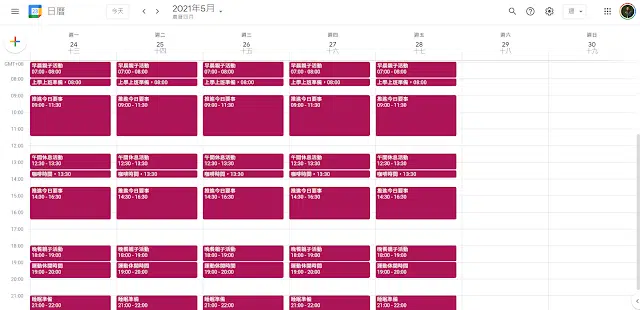 日曆
今天
2021年5月
週
週一
24
十三
週二
25
十四
週三
26
十五
週四
27
十六
週五
28
十七
週六
29
十八
週日
30
十九
GMT+08
08:00
09:00
10:00
11:00
12:00
13:00
14:00
15:00
16:00
17:00
18:00
19:00
20:00
21:00
早晨親子活動
07:00 - 08:00
上學上班準備,08:00
推進今日要事
09:00 - 11:30
午間休息活動
12:30 - 13:30
咖啡時間,13:30
推進今日要事
14:30 - 16:30
晚餐親子活動
18:00 - 19:00
運動休閒時間
19:00 - 20:00
睡眠準備
21:00 - 22:00
早晨親子活動
07:00 - 08:00
上學上班準備,08:00
推進今日要事
09:00 - 11:30
午間休息活動
12:30 - 13:30
咖啡時間,13:30
推進今日要事
14:30 - 16:30
晚餐親子活動
18:00 - 19:00
運動休閒時間
19:00 - 20:00
睡眠準備
21:00 - 22:00
早晨親子活動
07:00 - 08:00
上學上班準備,08:00
推進今日要事
09:00 - 11:30
午間休息活動
12:30 - 13:30
咖啡時間,13:30
推進今日要事
14:30 - 16:30
晚餐親子活動
18:00 - 19:00
運動休閒時間
19:00 - 20:00
睡眠準備
21:00 - 22:00
早晨親子活動
07:00 - 08:00
上學上班準備,08:00
推進今日要事
09:00 - 11:30
午間休息活動
12:30 - 13:30
咖啡時間,13:30
推進今日要事
14:30 - 16:30
晚餐親子活動
18:00 - 19:00
運動休閒時間
19:00 - 20:00
睡眠準備
21:00 - 22:00
早晨親子活動
07:00 - 08:00
上學上班準備,08:00
推進今日要事
09:00 - 11:30
午間休息活動
12:30 - 13:30
咖啡時間,13:30
推進今日要事
14:30 - 16:30
晚餐親子活動
18:00 - 19:00
運動休閒時間
19:00 - 20:00
睡眠準備
21:00 - 22:00